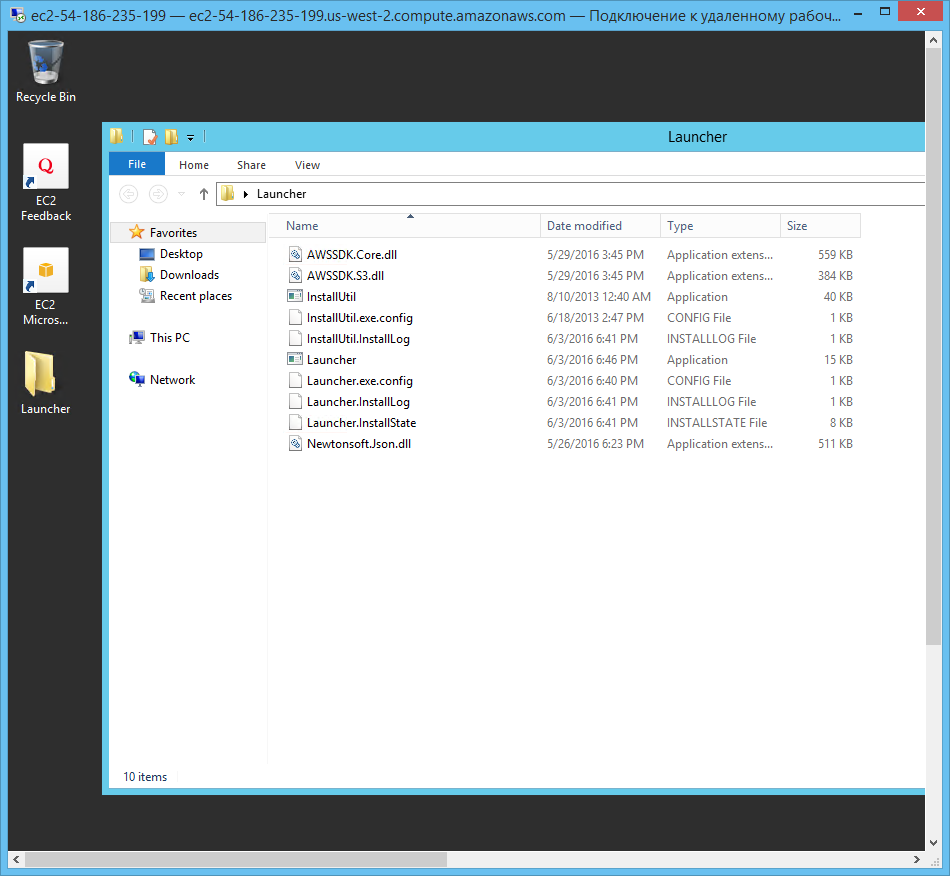 ec2-54-186-235-199 — ec2-54-186-235-199.us-west-2.compute.amazonaws.com — Подключение к удаленному рабоч...
Recycle Bin
Launcher
File Home Share View
Launcher
Q
EC2
Feedback
EC2
Micros...
Launcher
Favorites
Desktop
Downloads
Recent places
This PC
Network
Name Date modified Type Size
AWSSDK.Core.dll 5/29/2016 3:45 PM Application extens... 559 KB
AWSSDK.S3.dll 5/29/2016 3:45 PM Application extens... 384 KB
InstallUtil 8/10/2013 12:40 AM Application 40 KB
InstallUtil.exe.config 6/18/2013 2:47 PM CONFIG File 1 KB
InstallUtil.InstallLog 6/3/2016 6:41 PM INSTALLLOG File 1 KB
Launcher 6/3/2016 6:46 PM Application 15 KB
Launcher.exe.config 6/3/2016 6:40 PM CONFIG File 1 KB
Launcher.InstallLog 6/3/2016 6:41 PM INSTALLLOG File 1 KB
Launcher.InstallState 6/3/2016 6:41 PM INSTALLSTATE File 8 KB
Newtonsoft.Json.dll 5/26/2016 6:23 PM Application extens... 511 KB
10 items